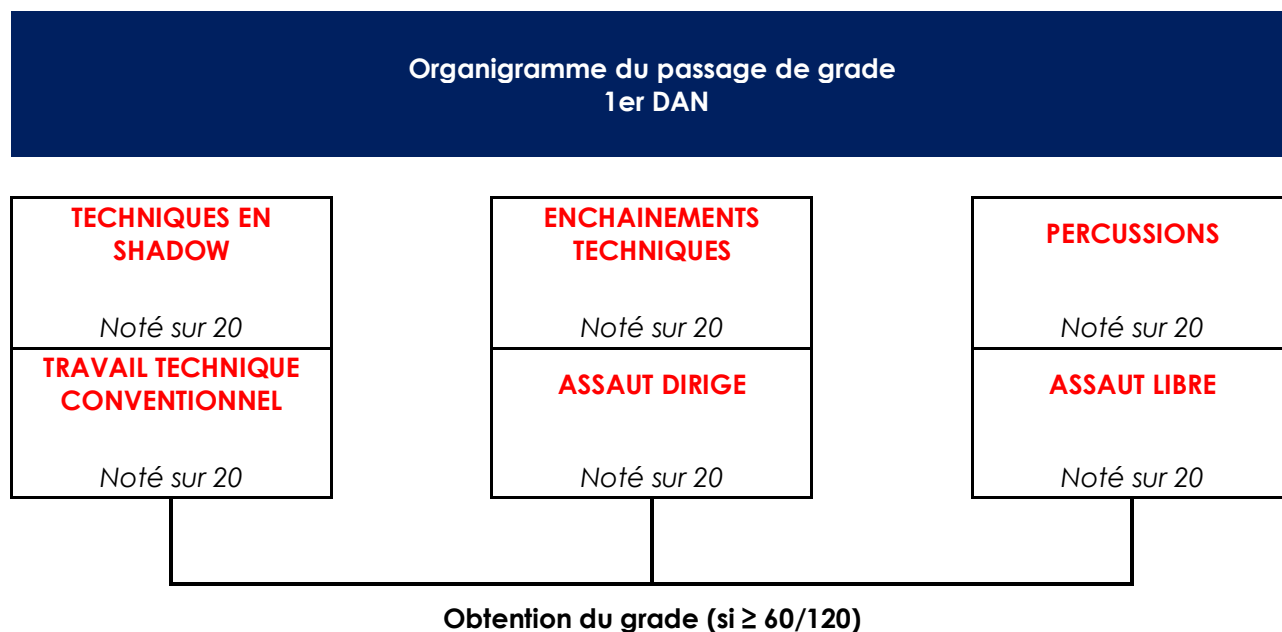 Organigramme du passage de grade
1er DAN
TECHNIQUES EN
SHADOW
Noté sur 20
TRAVAIL TECHNIQUE
CONVENTIONNEL
Noté sur 20
ENCHAINEMENTS
TECHNIQUES
Noté sur 20
ASSAUT DIRIGE
Noté sur 20
PERCUSSIONS
Noté sur 20
ASSAUT LIBRE
Noté sur 20
Obtention du grade (si ≥ 60/120)